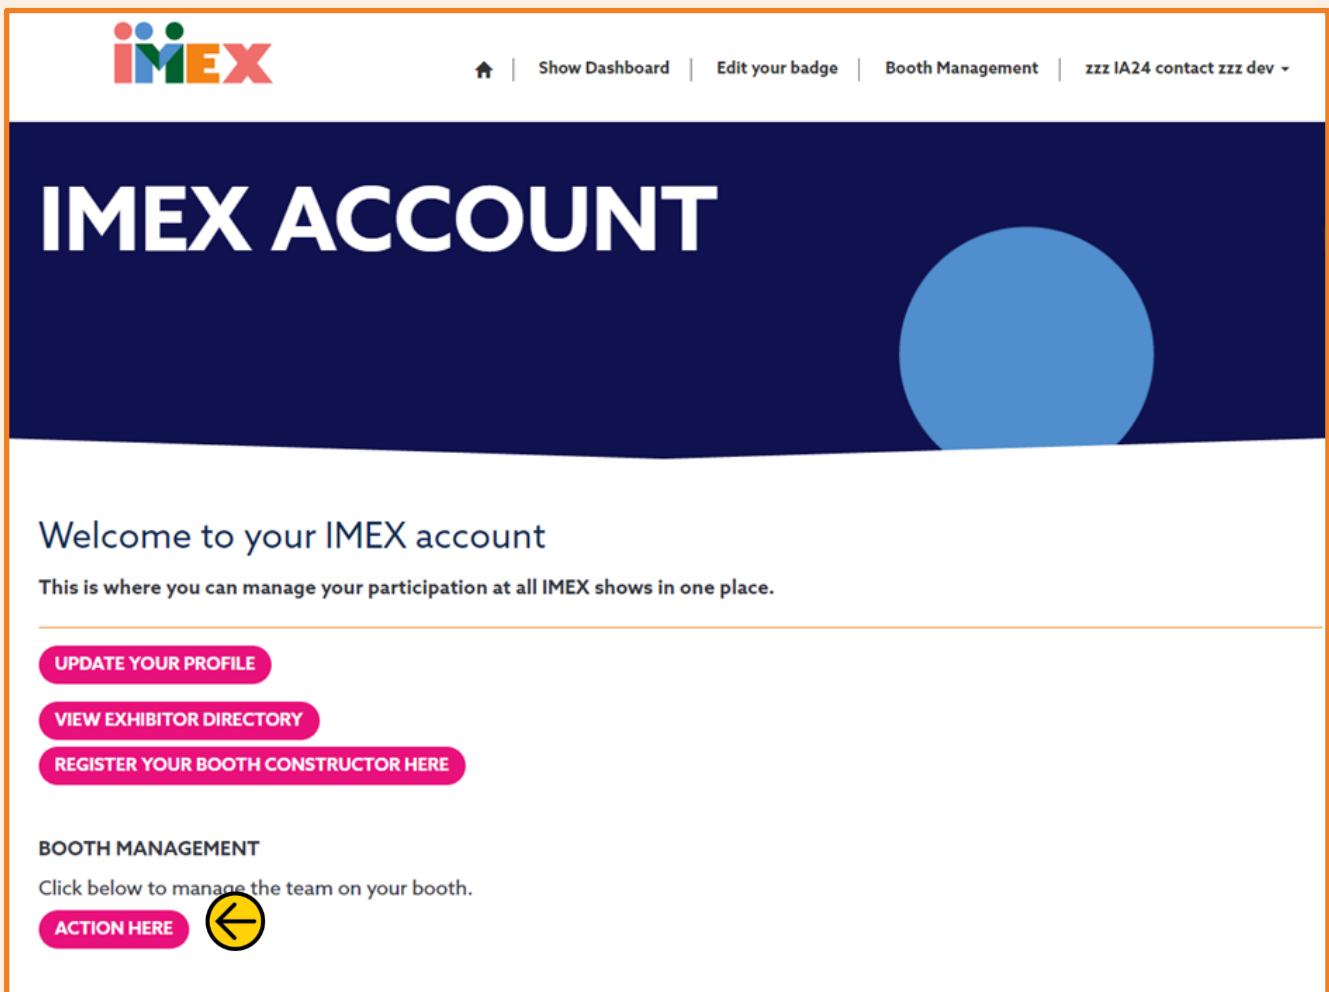 IMEX
Show Dashboard | Edit your badge | Booth Management | zzz IA24 contact zzz dev
IMEX ACCOUNT
Welcome to your IMEX account
This is where you can manage your participation at all IMEX shows in one place.
UPDATE YOUR PROFILE
VIEW EXHIBITOR DIRECTORY
REGISTER YOUR BOOTH CONSTRUCTOR HERE
BOOTH MANAGEMENT
Click below to manage the team on your booth.
ACTION HERE